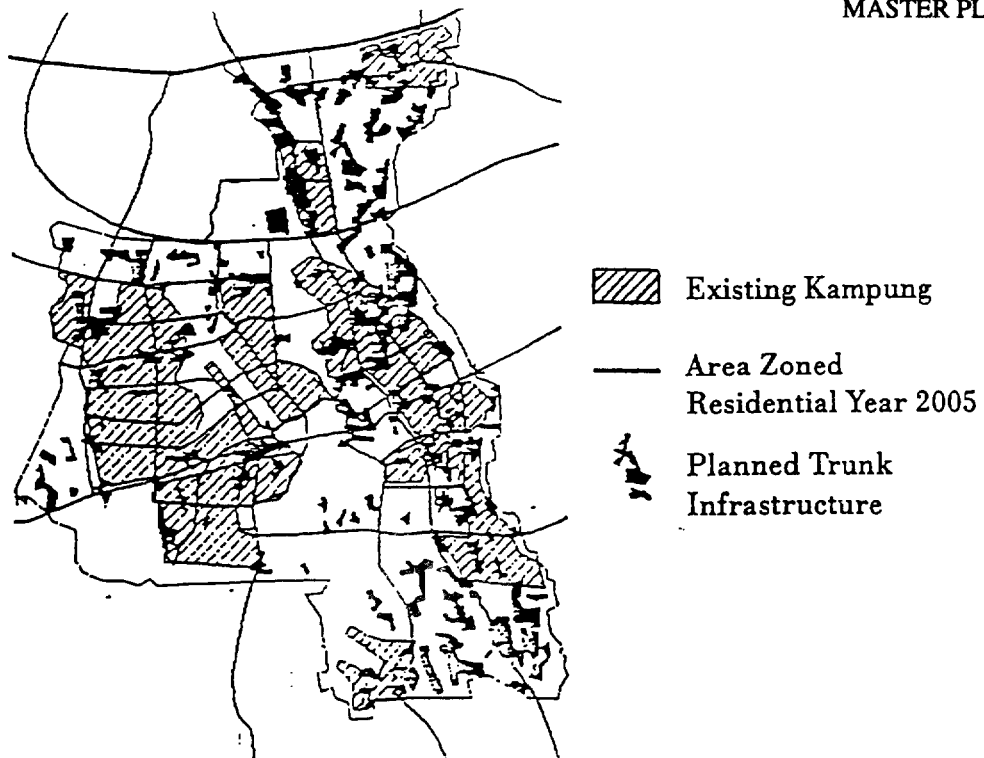 MASTER PL
Existing Kampung
Area Zoned
Residential Year 2005
Planned Trunk
Infrastructure